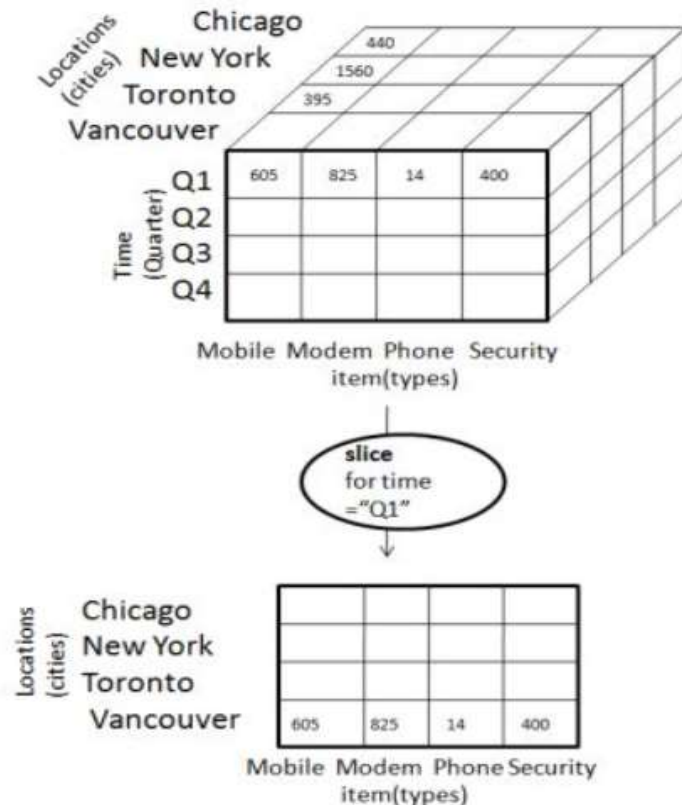 Chicago
440
New York
1560
Toronto
395
Vancouver
Locations
(cities)
Q1 605 825 14 400
Q2
Q3
Q4
Time
(Quarter)
Mobile Modem Phone Security
item(types)
slice
for time
="Q1"
Locations
(cities)
Chicago
New York
Toronto
Vancouver 605 825 14 400
Mobile Modem Phone Security
item(types)